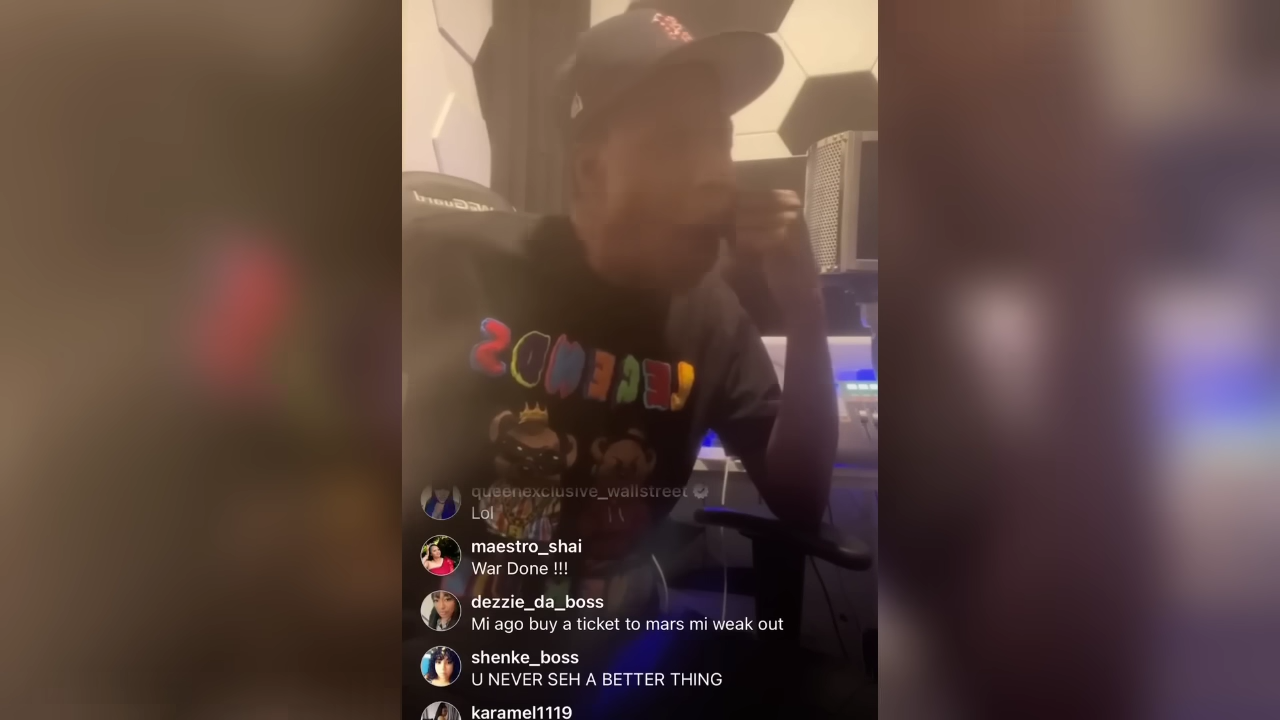 LEGENDS
queenexclusive_wallstreet
Lol
maestro_shai
War Done !!!
dezzie_da_boss
Mi ago buy a ticket to mars mi weak out
shenke_boss
U NEVER SEH A BETTER THING
karamel1119